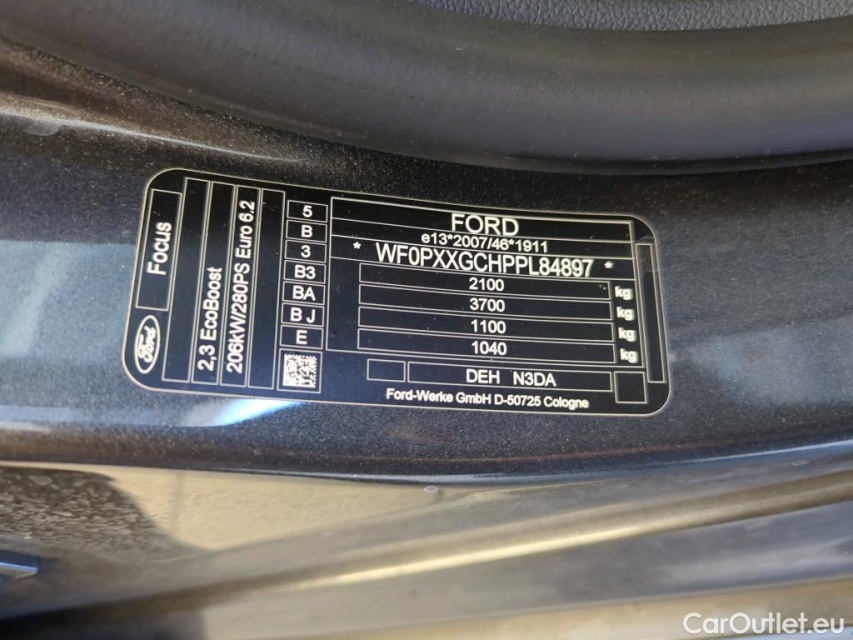 FORD
e13*2007/46*1911
* WF0PXXGCHPPL84897 *
2100 kg
3700 kg
1100 kg
1040 kg
DEH N3DA
Ford-Werke GmbH D-50725 Cologne
5
B
3
B3
BA
BJ
E
Focus
Ford
2,3 EcoBoost
206kW/280PS Euro 6.2
CarOutlet.eu